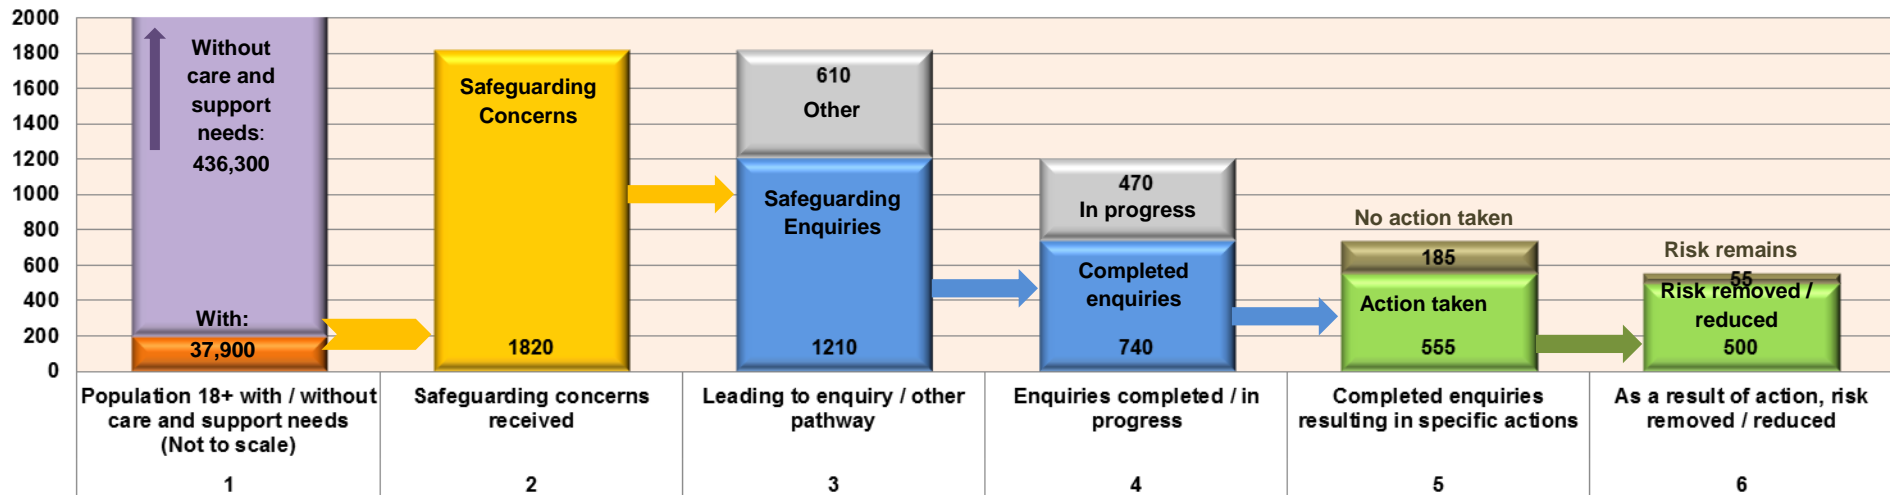 2000
1800
1600
1400
1200
1000
800
600
400
200
0
Without
care and
support
needs:
436,300
With:
37,900
Safeguarding
Concerns
1820
610
Other
Safeguarding
Enquiries
1210
470
In progress
Completed
enquiries
740
No action taken
185
Action taken
555
Risk remains
55
Risk removed /
reduced
500
Population 18+ with / without
care and support needs
(Not to scale)
1
Safeguarding concerns
received
2
Leading to enquiry / other
pathway
3
Enquiries completed / in
progress
4
Completed enquiries
resulting in specific actions
5
As a result of action, risk
removed / reduced
6